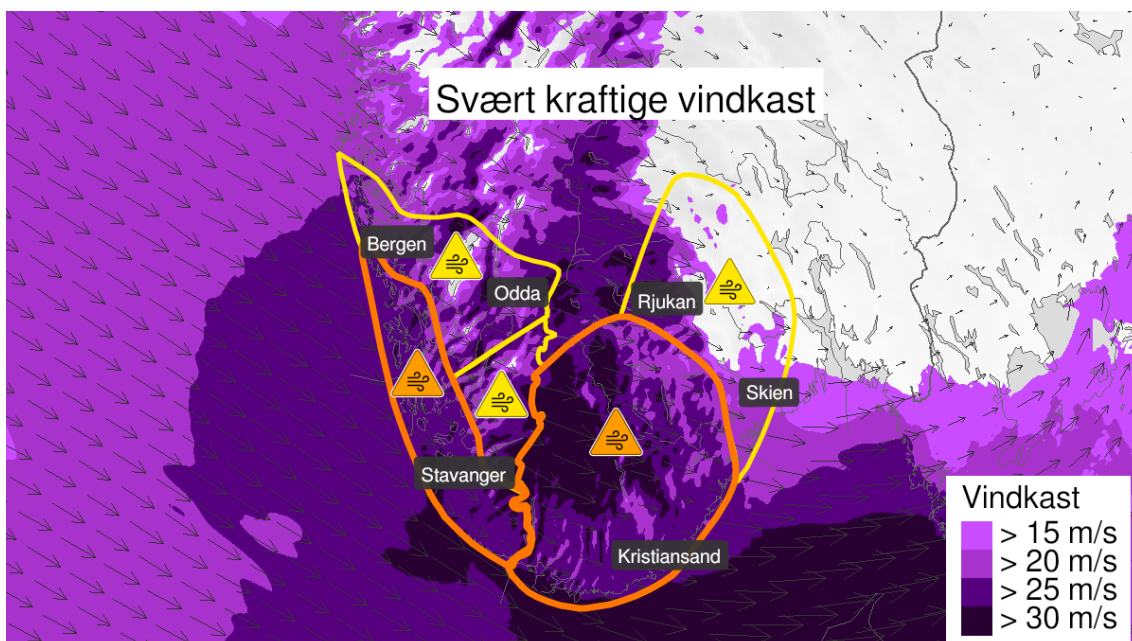 Svært kraftige vindkast
Bergen
Odda
Rjukan
Skien
Stavanger
Kristiansand
Vindkast
> 15 m/s
> 20 m/s
> 25 m/s
> 30 m/s